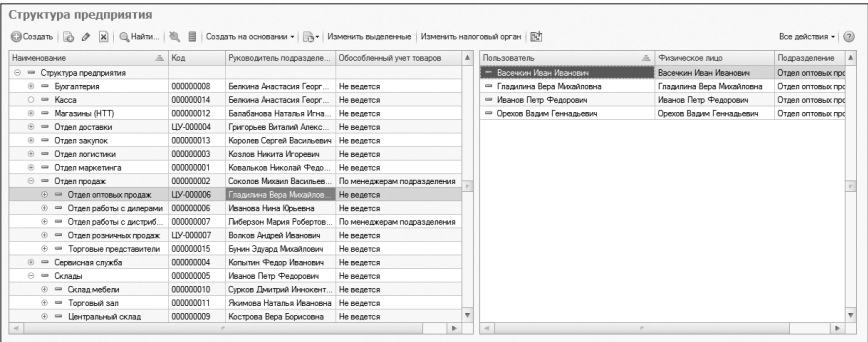 Структура предприятия
Создать Найти... Создать на основании Изменить выделенные Изменить налоговый орган Все действия
Наименование Код Руководитель подразделе... Обособленный учет товаров
Структура предприятия
Бухгалтерия 000000008 Белкина Анастасия Георг... Не ведется
Касса 000000014 Белкина Анастасия Георг... Не ведется
Магазины (НТТ) 000000012 Балабанова Наталья Игна... Не ведется
Отдел доставки ЦУ-000004 Григорьев Виталий Алекс... Не ведется
Отдел закупок 000000013 Королев Сергей Васильевич Не ведется
Отдел логистики 000000003 Козлов Никита Игоревич Не ведется
Отдел маркетинга 000000001 Ковальков Николай Федо... Не ведется
Отдел продаж 000000002 Соколов Михаил Васильев... По менеджерам подразделения
Отдел оптовых продаж ЦУ-000006 Гладилина Вера Михайлов... Не ведется
Отдел работы с дилерами 000000006 Иванова Нина Юрьевна Не ведется
Отдел работы с дистриб... 000000007 Либерзон Мария Робертов... По менеджерам подразделения
Отдел розничных продаж ЦУ-000007 Волков Андрей Иванович Не ведется
Торговые представители 000000015 Бунин Эдуард Михайлович Не ведется
Сервисная служба 000000004 Копытин Федор Иванович Не ведется
Склады 000000005 Иванов Петр Федорович Не ведется
Склад мебели 000000010 Сурков Дмитрий Иннокент... Не ведется
Торговый зал 000000011 Якимова Наталья Ивановна Не ведется
Центральный склад 000000009 Кострова Вера Борисовна Не ведется
Пользователь Физическое лицо Подразделение
Васечкин Иван Иванович Васечкин Иван Иванович Отдел оптовых про
Гладилина Вера Михайловна Гладилина Вера Михайловна Отдел оптовых про
Иванов Петр Федорович Иванов Петр Федорович Отдел оптовых про
Орехов Вадим Геннадьевич Орехов Вадим Геннадьевич Отдел оптовых про